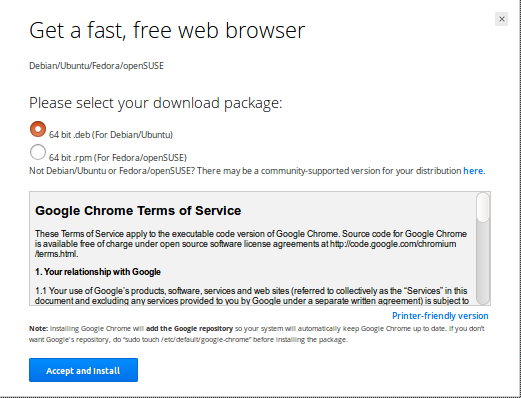 Get a fast, free web browser
Debian/Ubuntu/Fedora/openSUSE
Please select your download package:
64 bit .deb (For Debian/Ubuntu)
64 bit .rpm (For Fedora/openSUSE)
Not Debian/Ubuntu or Fedora/openSUSE? There may be a community-supported version for your distribution here.
Google Chrome Terms of Service
These Terms of Service apply to the executable code version of Google Chrome. Source code for Google Chrome
is available free of charge under open source software license agreements at http://code.google.com/chromium
/terms.html.
1. Your relationship with Google
1.1 Your use of Google's products, software, services and web sites (referred to collectively as the "Services" in this
document and excluding any services provided to you by Google under a separate written agreement) is subject to
Printer-friendly version
Note: Installing Google Chrome will add the Google repository so your system will automatically keep Google Chrome up to date. If you don't
want Google's repository, do "sudo touch /etc/default/google-chrome" before installing the package.
Accept and Install